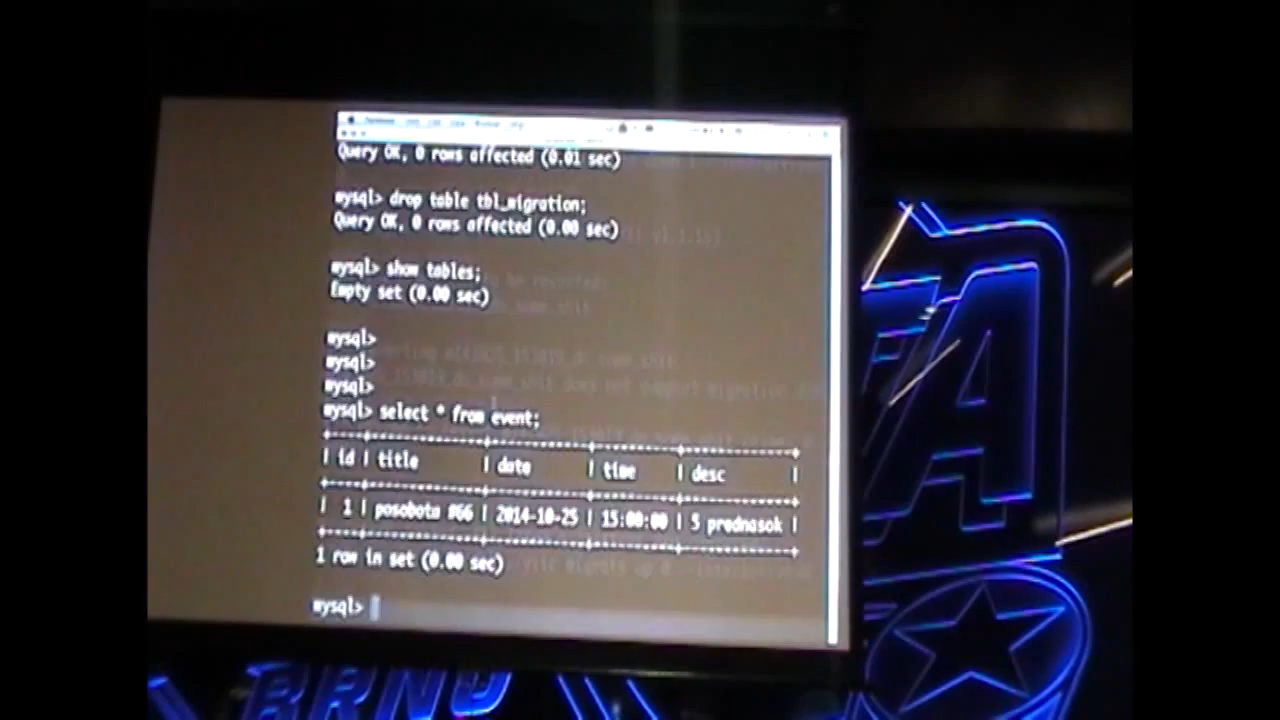 Query OK, 0 rows affected (0.01 sec)
mysql> drop table tbl_migration;
Query OK, 0 rows affected (0.00 sec)
mysql> show tables;
Empty set (0.00 sec)
mysql>
mysql>
mysql>
mysql> select * from event;
| id | title | date | time | desc |
| 1 | posobota #66 | 2014-10-25 | 15:00:00 | 5 prednasok |
1 row in set (0.00 sec)
mysql>
FA
BRNO